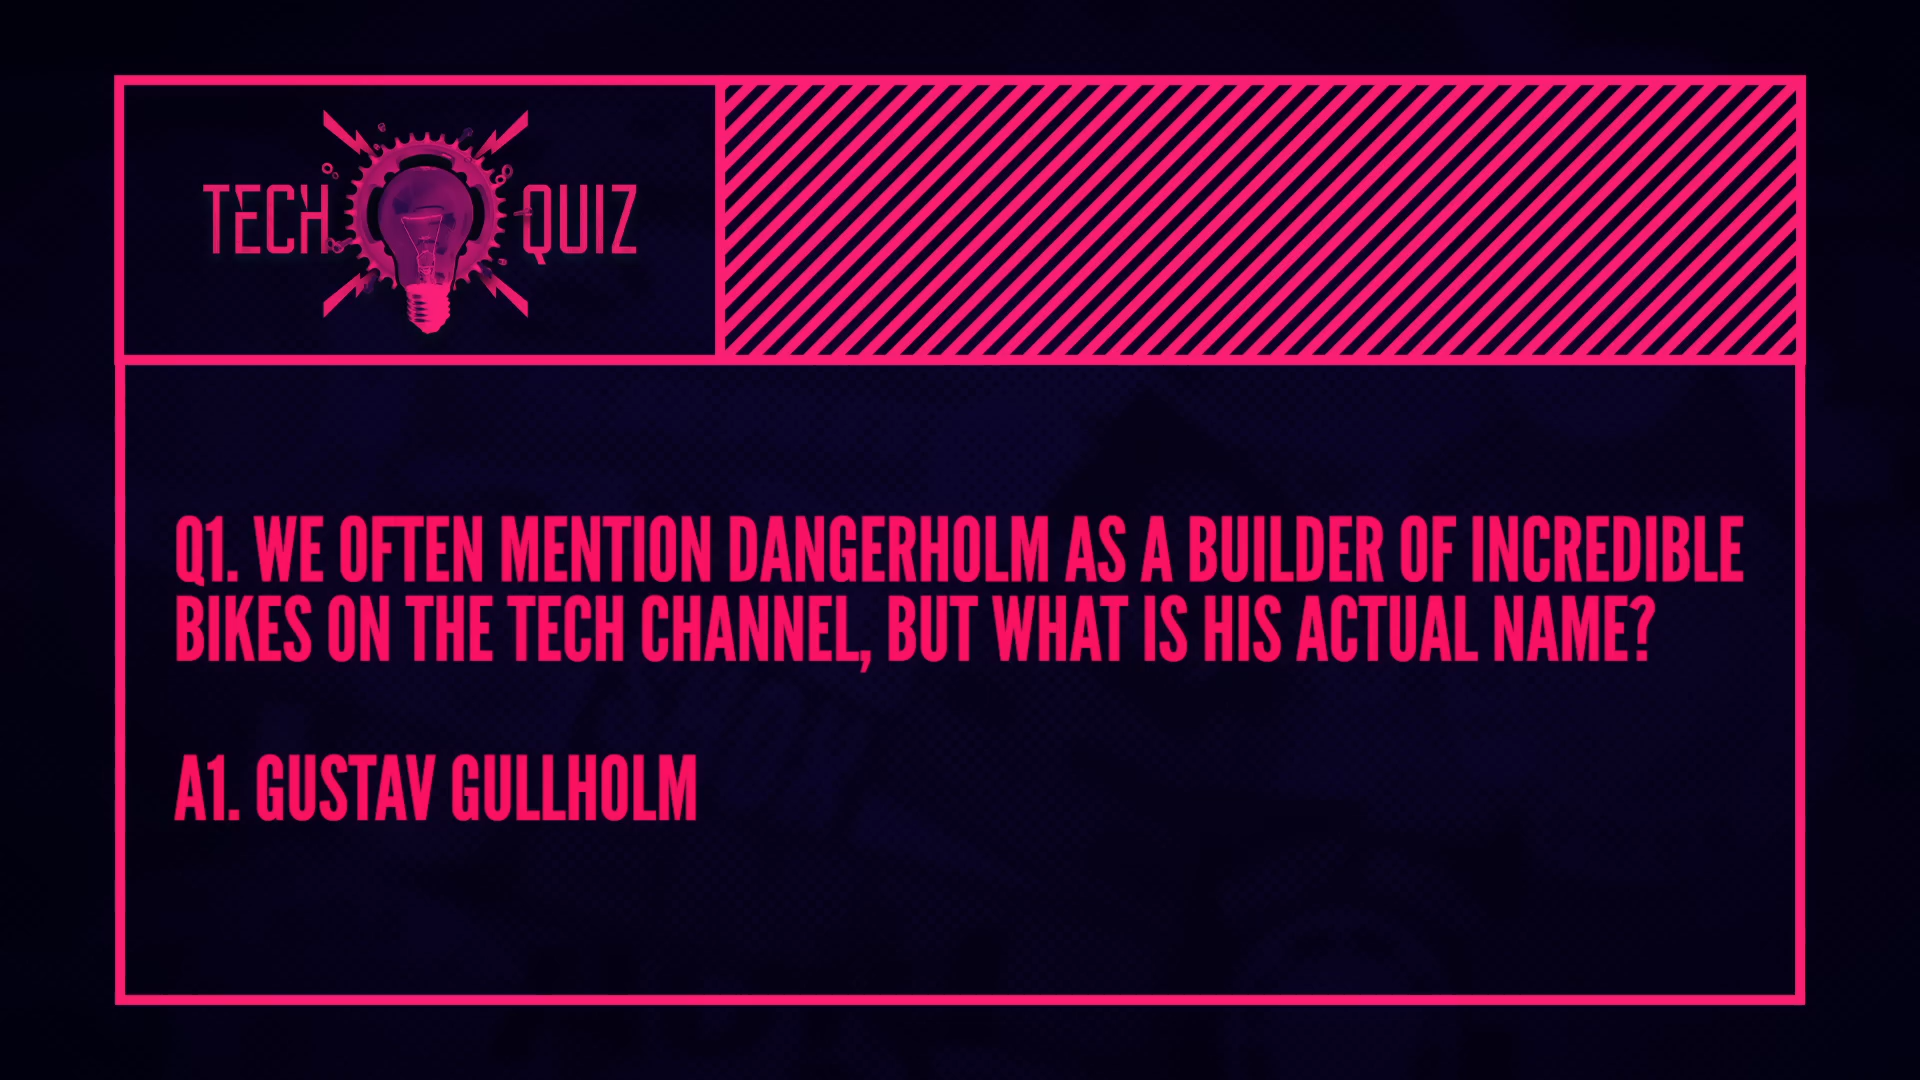 TECH QUIZ
Q1. WE OFTEN MENTION DANGERHOLM AS A BUILDER OF INCREDIBLE
BIKES ON THE TECH CHANNEL, BUT WHAT IS HIS ACTUAL NAME?
A1. GUSTAV GULLHOLM